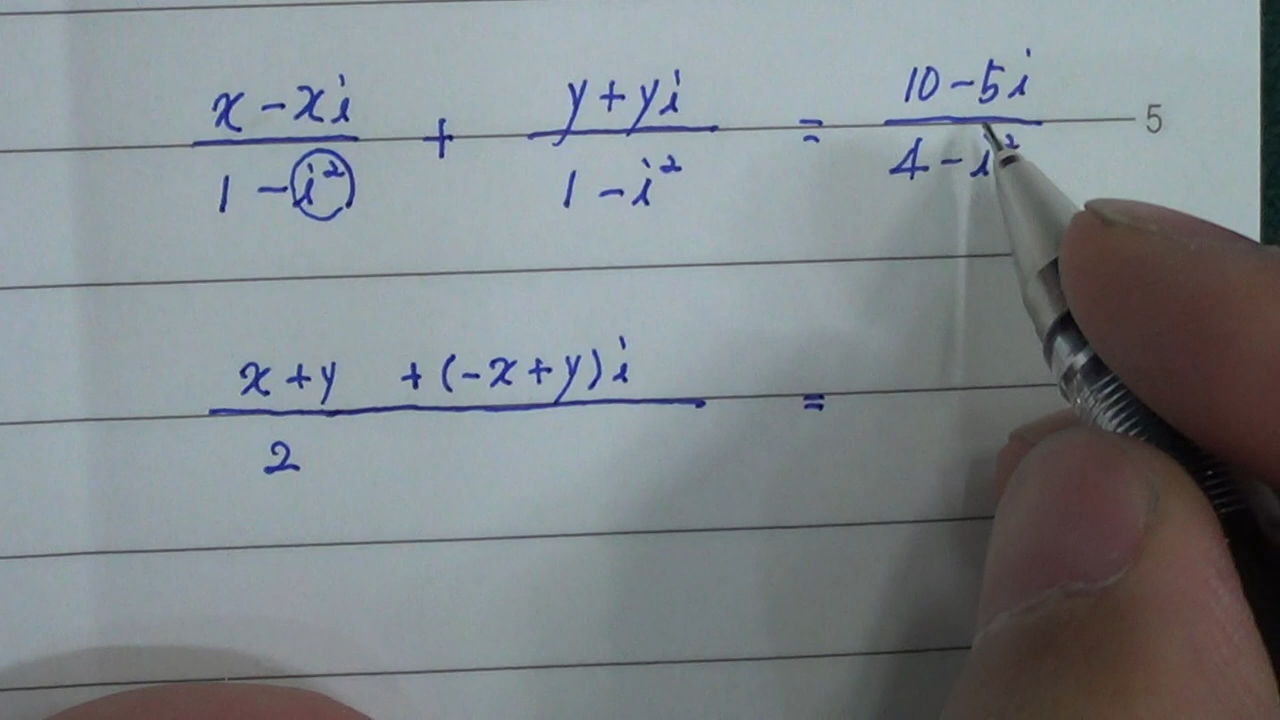 x - xi / 1 - i² + y + yi / 1 - i² = 10 - 5i / 4 - i² 5
x + y + (-x + y)i / 2 =